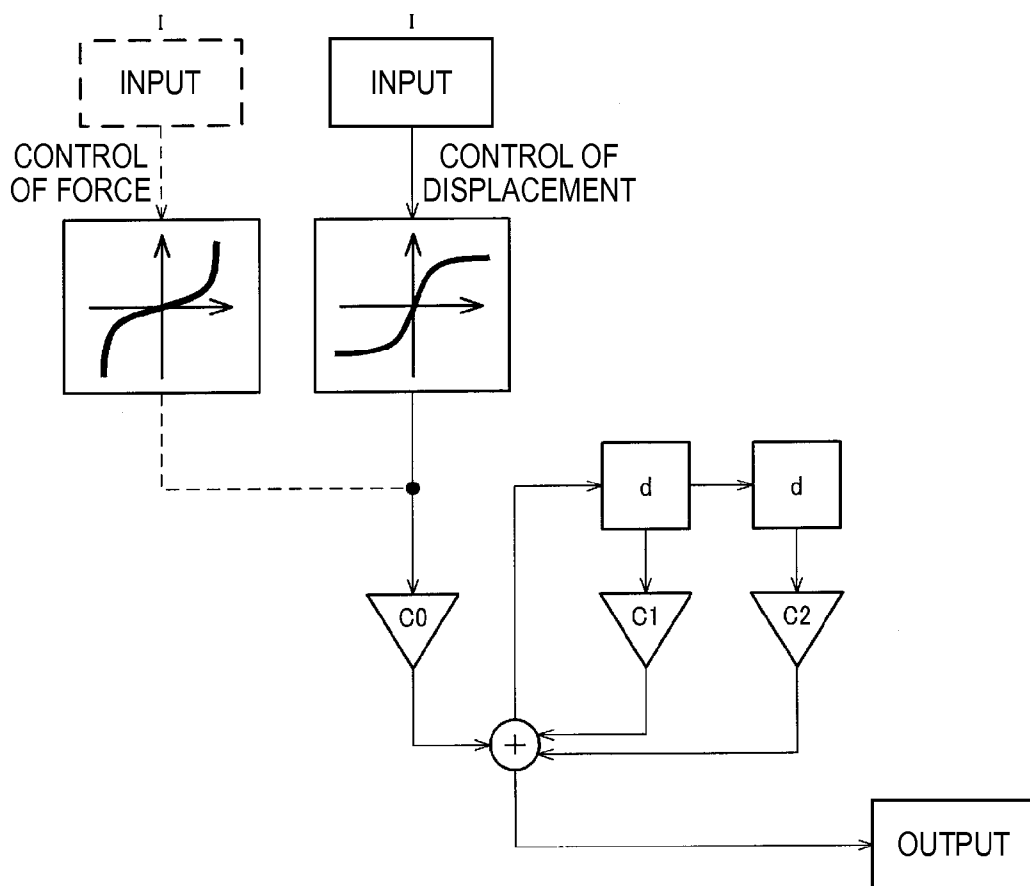 I
INPUT
I
INPUT
CONTROL
OF FORCE
CONTROL OF
DISPLACEMENT
d
d
C0
C1
C2
+
OUTPUT